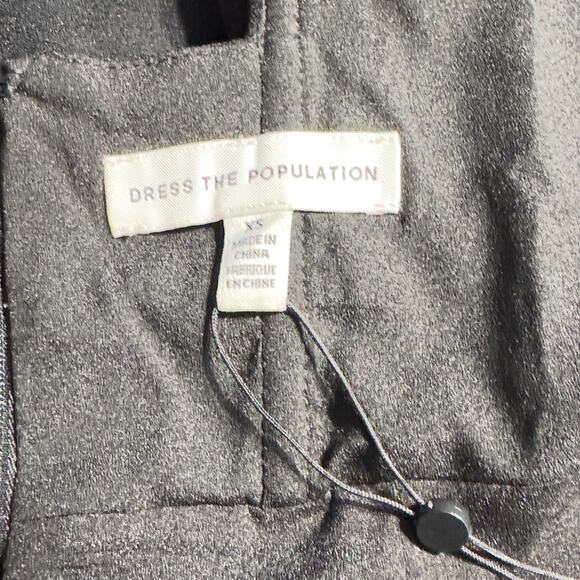 DRESS THE POPULATION
XS
MADE IN
CHINA
FABRIQUE
EN CHINE